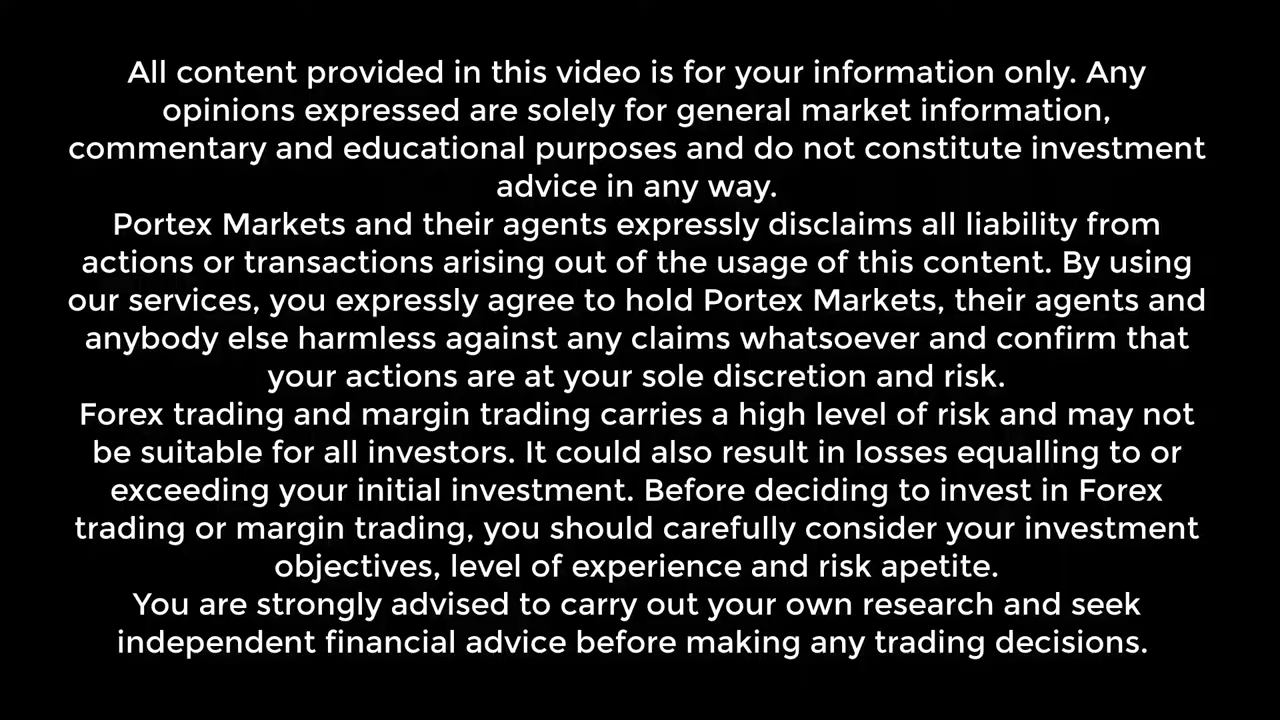 All content provided in this video is for your information only. Any
opinions expressed are solely for general market information,
commentary and educational purposes and do not constitute investment
advice in any way.
Portex Markets and their agents expressly disclaims all liability from
actions or transactions arising out of the usage of this content. By using
our services, you expressly agree to hold Portex Markets, their agents and
anybody else harmless against any claims whatsoever and confirm that
your actions are at your sole discretion and risk.
Forex trading and margin trading carries a high level of risk and may not
be suitable for all investors. It could also result in losses equalling to or
exceeding your initial investment. Before deciding to invest in Forex
trading or margin trading, you should carefully consider your investment
objectives, level of experience and risk apetite.
You are strongly advised to carry out your own research and seek
independent financial advice before making any trading decisions.